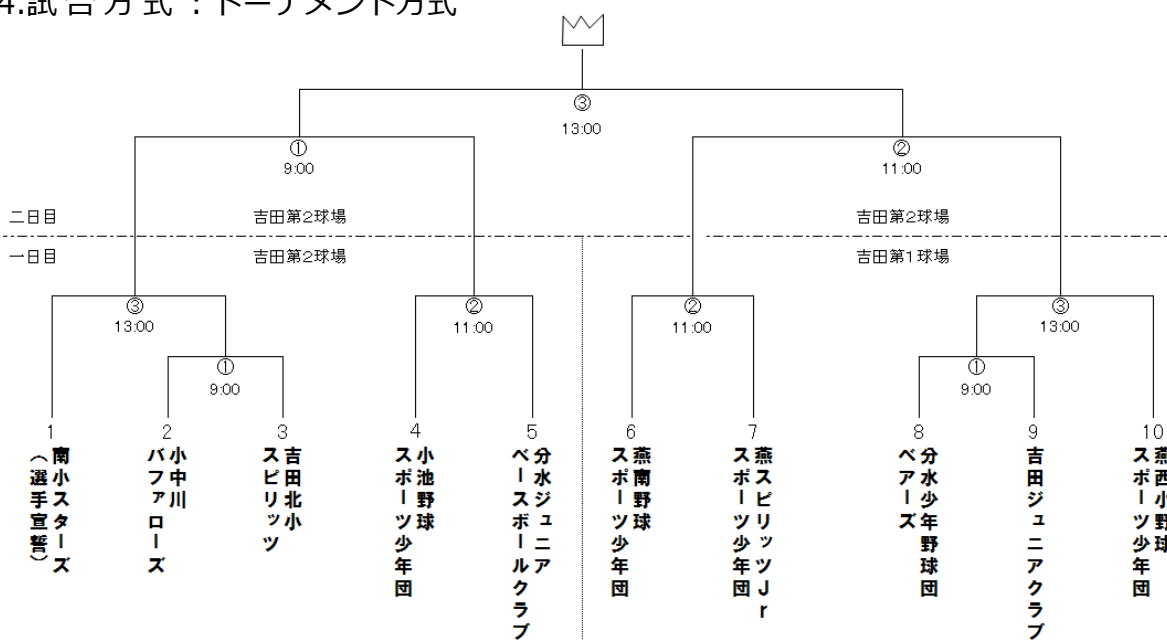 4.試合方式：トーナメント方式
③
13:00
①
9:00
②
11:00
二日目
吉田第2球場
吉田第2球場
一日目
吉田第2球場
吉田第1球場
③
13:00
②
11:00
②
11:00
③
13:00
①
9:00
①
9:00
1
南小スターズ
（選手宣誓）
2
小中川
バファローズ
3
吉田北小
スピリッツ
4
小池野球
スポーツ少年団
5
分水ジュニア
ベースボールクラブ
6
燕南野球
スポーツ少年団
7
燕スピリッツJr
スポーツ少年団
8
分水少年野球団
ベアーズ
9
吉田ジュニアクラブ
10
燕西小野球
スポーツ少年団